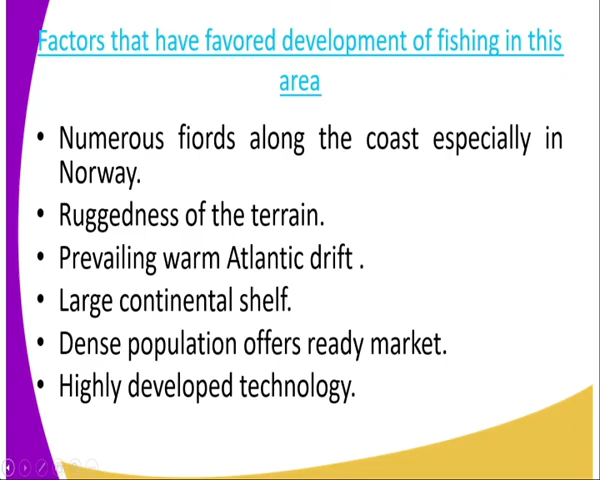 Factors that have favored development of fishing in this
area
• Numerous fiords along the coast especially in
Norway.
• Ruggedness of the terrain.
• Prevailing warm Atlantic drift .
• Large continental shelf.
• Dense population offers ready market.
• Highly developed technology.